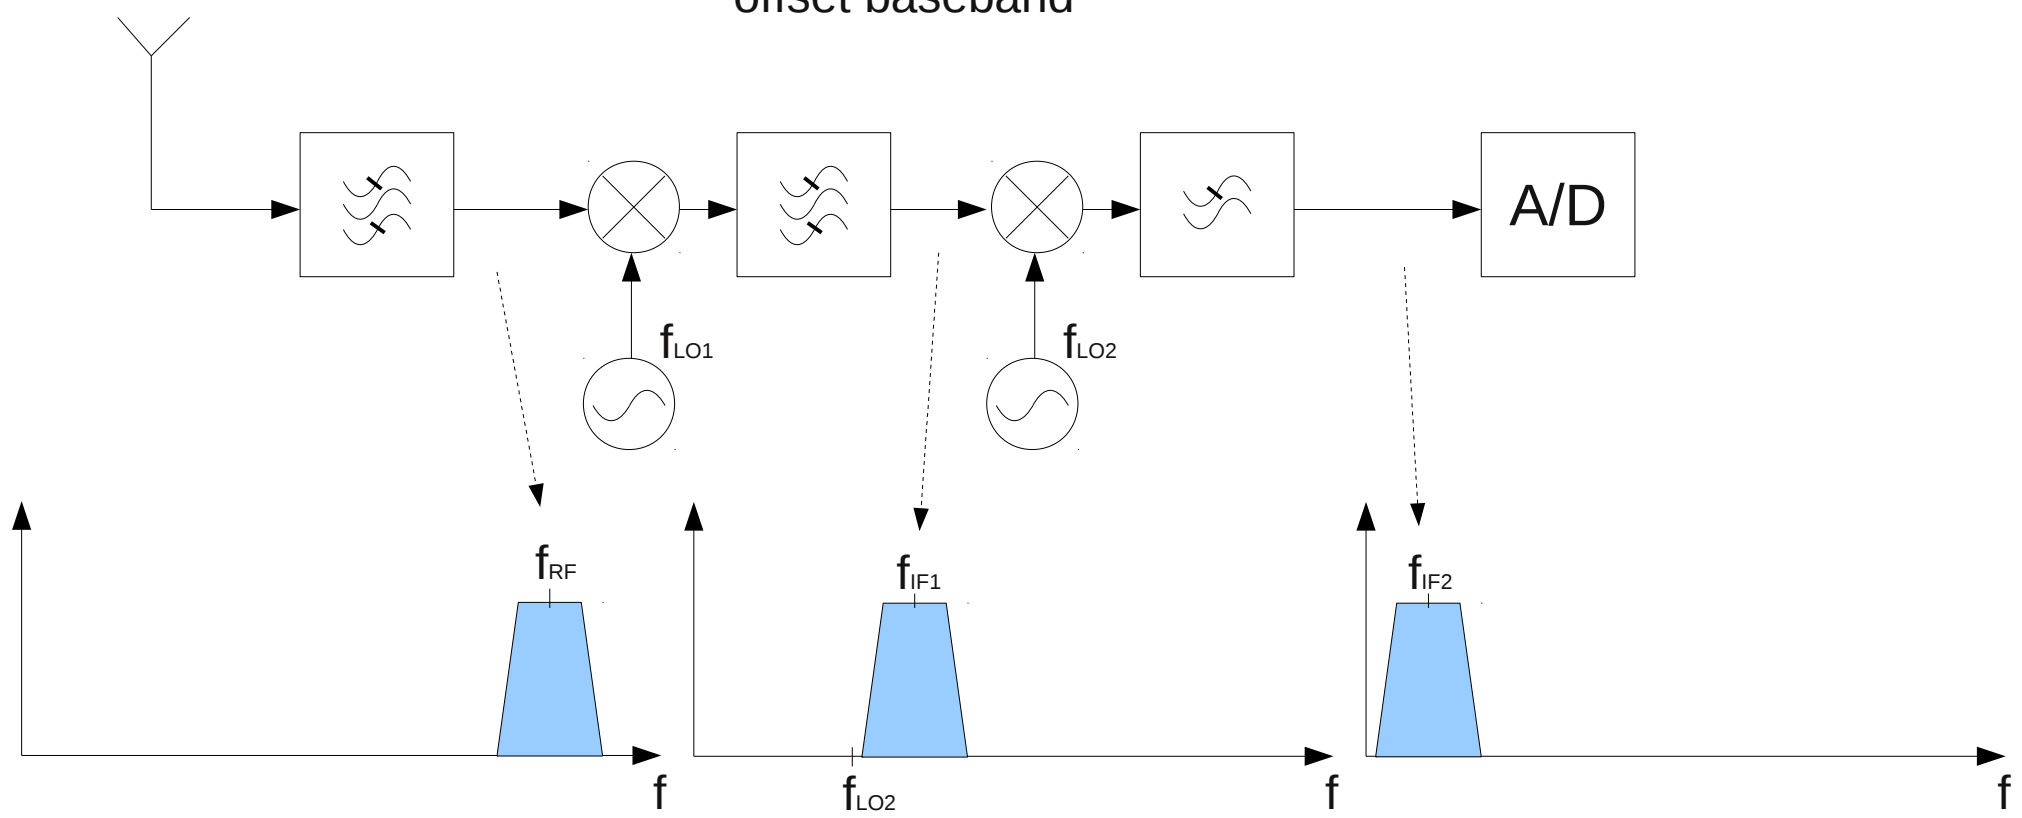 offset baseband
A/D
fLO1
fLO2
fRF
fIF1
fIF2
f
fLO2
f
f